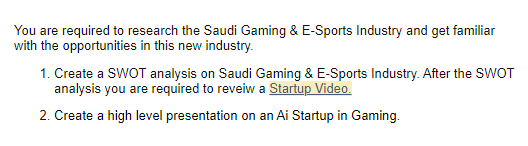 You are required to research the Saudi Gaming & E-Sports Industry and get familiar
with the opportunities in this new industry.
1. Create a SWOT analysis on Saudi Gaming & E-Sports Industry. After the SWOT
analysis you are required to reveiw a Startup Video.
2. Create a high level presentation on an Ai Startup in Gaming.